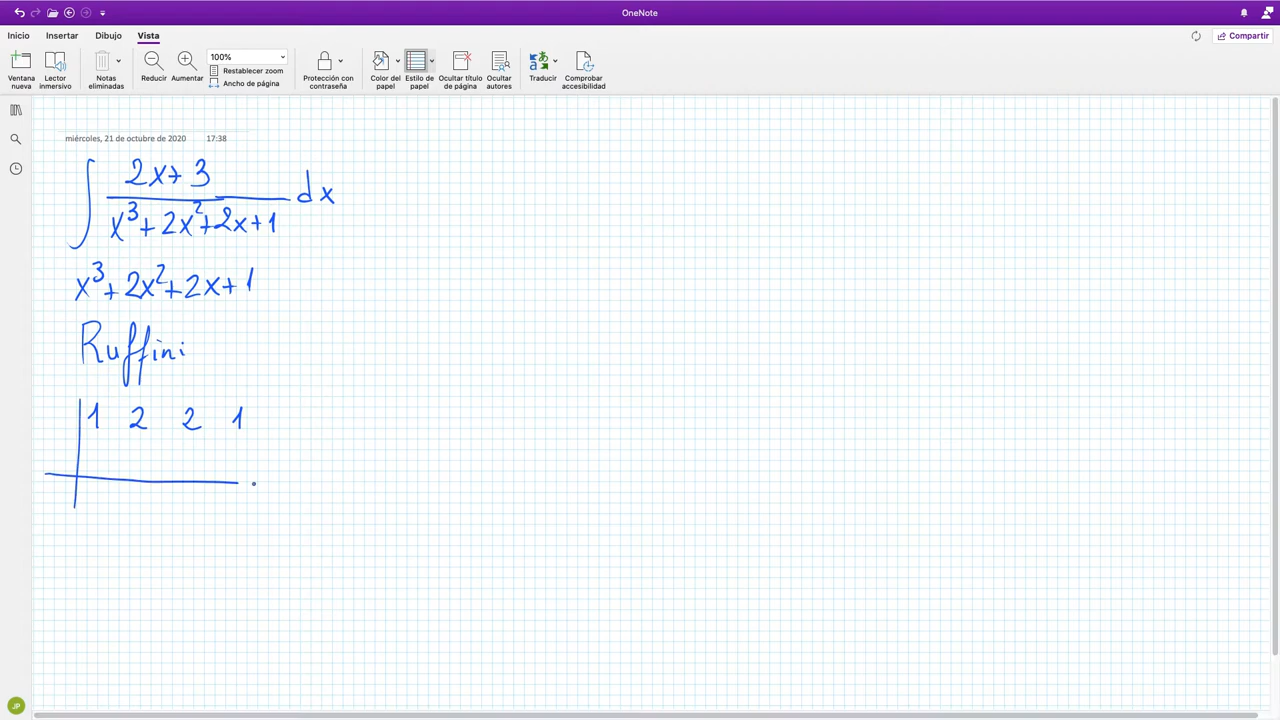 OneNote
Inicio Insertar Dibujo Vista
Compartir
Ventana nueva
Lector inmersivo
Notas eliminadas
Reducir
Aumentar
100%
Restablecer zoom
Ancho de página
Protección con contraseña
Color del papel
Estilo de papel
Ocultar título de página
Ocultar autores
Traducir
Comprobar accesibilidad
miércoles, 21 de octubre de 2020 17:38
∫ (2x+3)/(x³+2x²+2x+1) dx
x³+2x²+2x+1
Ruffini
1 2 2 1
JP